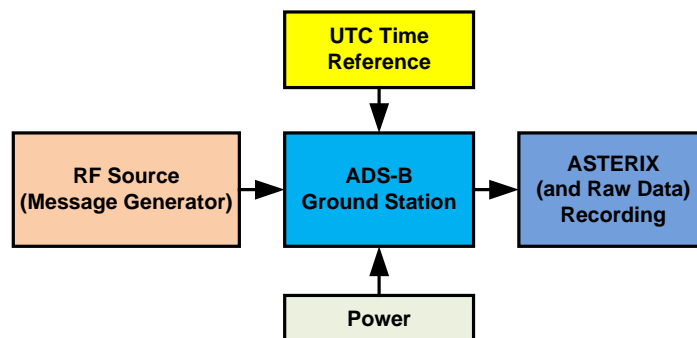 UTC Time
Reference
RF Source
(Message Generator)
ADS-B
Ground Station
ASTERIX
(and Raw Data)
Recording
Power